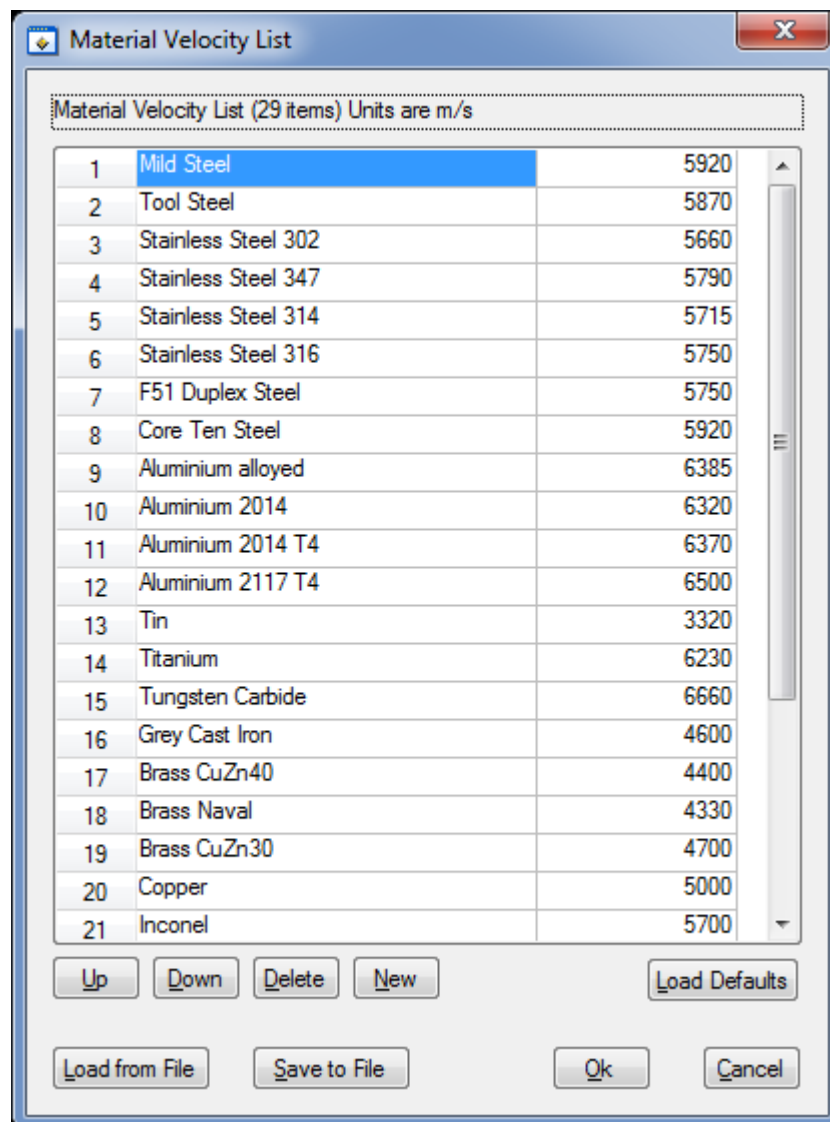 Material Velocity List
Material Velocity List (29 items) Units are m/s
1 Mild Steel 5920
2 Tool Steel 5870
3 Stainless Steel 302 5660
4 Stainless Steel 347 5790
5 Stainless Steel 314 5715
6 Stainless Steel 316 5750
7 F51 Duplex Steel 5750
8 Core Ten Steel 5920
9 Aluminium alloyed 6385
10 Aluminium 2014 6320
11 Aluminium 2014 T4 6370
12 Aluminium 2117 T4 6500
13 Tin 3320
14 Titanium 6230
15 Tungsten Carbide 6660
16 Grey Cast Iron 4600
17 Brass CuZn40 4400
18 Brass Naval 4330
19 Brass CuZn30 4700
20 Copper 5000
21 Inconel 5700
Up Down Delete New Load Defaults
Load from File Save to File Ok Cancel